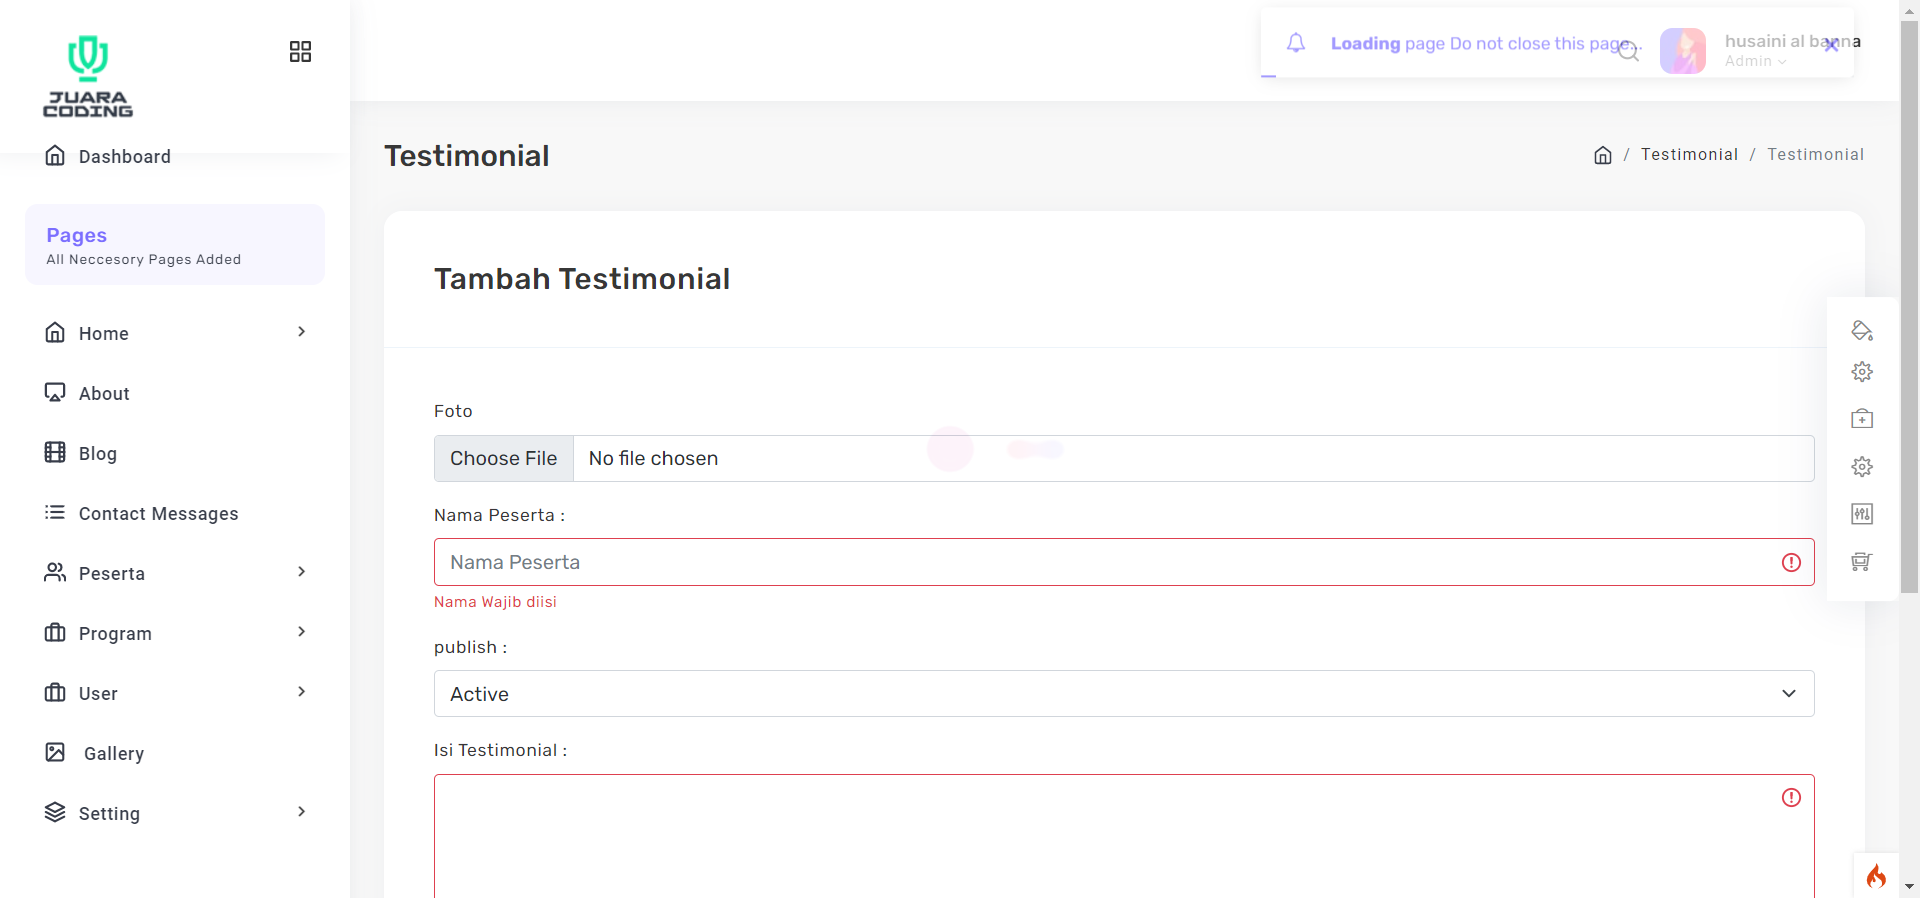 JUARA
CODING
Loading page Do not close this page...
husaini al banna
Admin
Dashboard
Testimonial
/ Testimonial / Testimonial
Pages
All Neccesory Pages Added
Tambah Testimonial
Home
About
Blog
Contact Messages
Peserta
Program
User
Gallery
Setting
Foto
Choose File No file chosen
Nama Peserta :
Nama Peserta
Nama Wajib diisi
publish :
Active
Isi Testimonial :